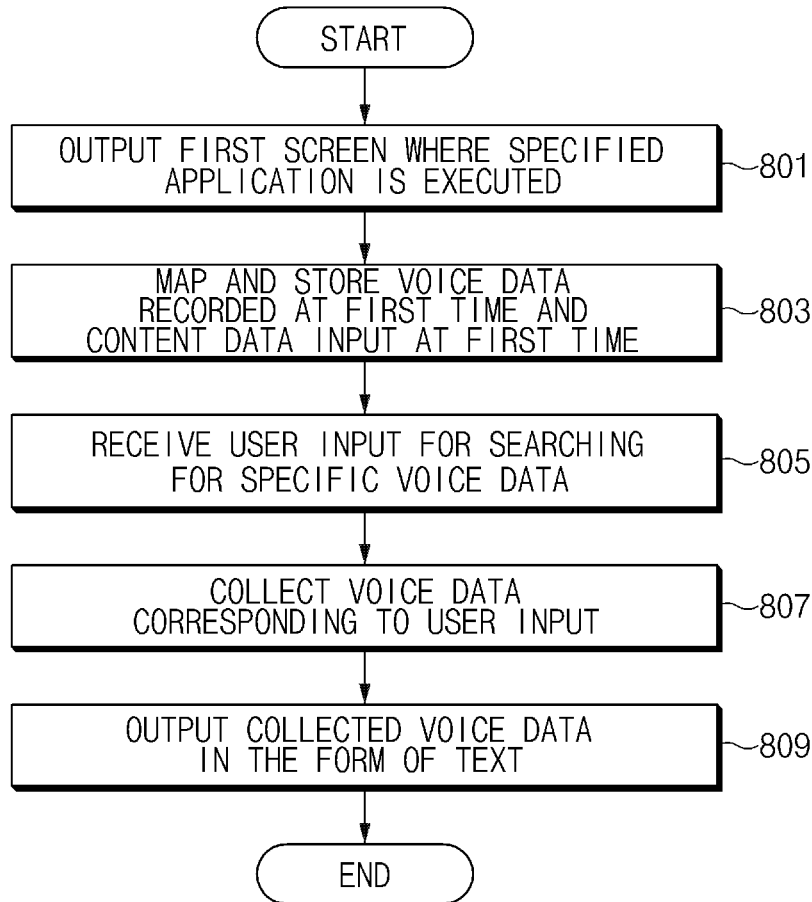 START
OUTPUT FIRST SCREEN WHERE SPECIFIED
APPLICATION IS EXECUTED
801
MAP AND STORE VOICE DATA
RECORDED AT FIRST TIME AND
CONTENT DATA INPUT AT FIRST TIME
803
RECEIVE USER INPUT FOR SEARCHING
FOR SPECIFIC VOICE DATA
805
COLLECT VOICE DATA
CORRESPONDING TO USER INPUT
807
OUTPUT COLLECTED VOICE DATA
IN THE FORM OF TEXT
809
END